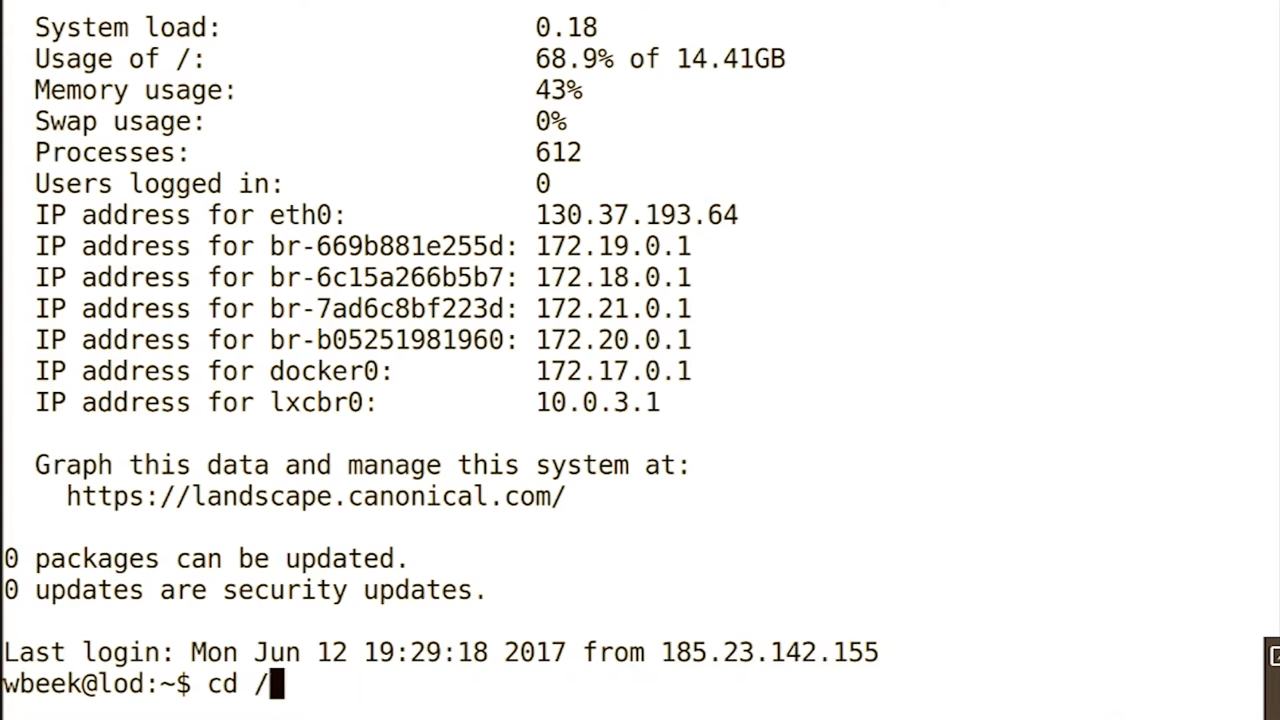 System load: 0.18
Usage of /: 68.9% of 14.41GB
Memory usage: 43%
Swap usage: 0%
Processes: 612
Users logged in: 0
IP address for eth0: 130.37.193.64
IP address for br-669b881e255d: 172.19.0.1
IP address for br-6c15a266b5b7: 172.18.0.1
IP address for br-7ad6c8bf223d: 172.21.0.1
IP address for br-b05251981960: 172.20.0.1
IP address for docker0: 172.17.0.1
IP address for lxcbr0: 10.0.3.1
Graph this data and manage this system at:
https://landscape.canonical.com/
0 packages can be updated.
0 updates are security updates.
Last login: Mon Jun 12 19:29:18 2017 from 185.23.142.155
wbeek@lod:~$ cd /